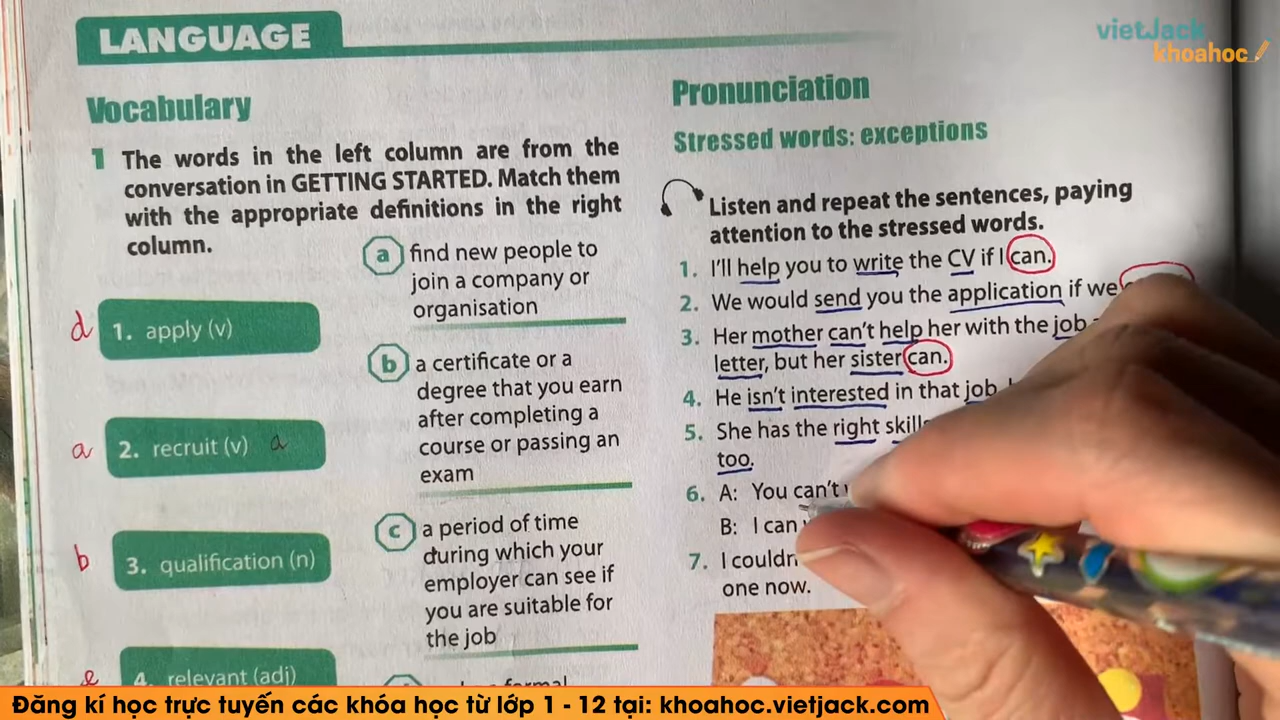 LANGUAGE
vietJack
khoahoc
Vocabulary
1 The words in the left column are from the
conversation in GETTING STARTED. Match them
with the appropriate definitions in the right
column.
d 1. apply (v)
a 2. recruit (v) a
b 3. qualification (n)
e 4. relevant (adj)
a find new people to
join a company or
organisation
b a certificate or a
degree that you earn
after completing a
course or passing an
exam
c a period of time
during which your
employer can see if
you are suitable for
the job
Pronunciation
Stressed words: exceptions
Listen and repeat the sentences, paying
attention to the stressed words.
1. I'll help you to write the CV if I can.
2. We would send you the application if we
3. Her mother can't help her with the job
letter, but her sister can.
4. He isn't interested in that job
5. She has the right
too.
6. A: You can't
B: I can
7. I
one now.
Đăng kí học trực tuyến các khóa học từ lớp 1 - 12 tại: khoahoc.vietjack.com